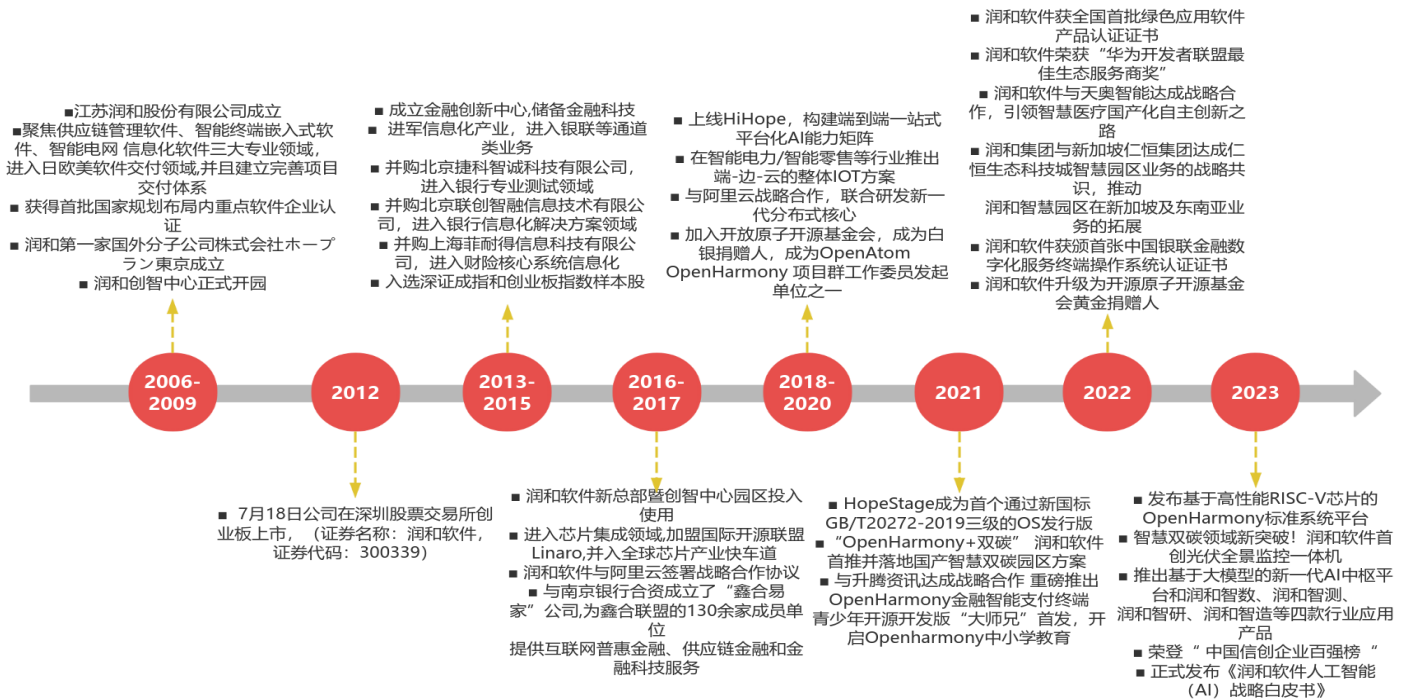 ■江苏润和股份有限公司成立
■聚焦供应链管理软件、智能终端嵌入式软
件、智能电网 信息化软件三大专业领域，
进入日欧美软件交付领域,并且建立完善项目
交付体系
■ 获得首批国家规划布局内重点软件企业认
证
■ 润和第一家国外分子公司株式会社ホープ
ラン東京成立
■ 润和创智中心正式开园
■ 成立金融创新中心,储备金融科技
■ 进军信息化产业，进入银联等通道
类业务
■ 并购北京捷科智诚科技有限公司，
进入银行专业测试领域
■ 并购北京联创智融信息技术有限公
司，进入银行信息化解决方案领域
■ 并购上海菲耐得信息科技有限公
司，进入财险核心系统信息化
■ 入选深证成指和创业板指数样本股
■ 上线HiHope，构建端到端一站式
平台化AI能力矩阵
■ 在智能电力/智能零售等行业推出
端-边-云的整体IOT方案
■ 与阿里云战略合作，联合研发新一
代分布式核心
■ 加入开放原子开源基金会，成为白
银捐赠人，成为OpenAtom
OpenHarmony 项目群工作委员发起
单位之一
■ 润和软件获全国首批绿色应用软件
产品认证证书
■ 润和软件荣获“华为开发者联盟最
佳生态服务商奖”
■ 润和软件与天奥智能达成战略合
作，引领智慧医疗国产化自主创新之
路
■ 润和集团与新加坡仁恒集团达成仁
恒生态科技城智慧园区业务的战略共
识，推动
润和智慧园区在新加坡及东南亚业
务的拓展
■ 润和软件获颁首张中国银联金融数
字化服务终端操作系统认证证书
■ 润和软件升级为开源原子开源基金
会黄金捐赠人
2006-
2009
2012
2013-
2015
2016-
2017
2018-
2020
2021
2022
2023
■ 7月18日公司在深圳股票交易所创
业板上市，（证券名称：润和软件，
证券代码：300339）
■ 润和软件新总部暨创智中心园区投入
使用
■ 进入芯片集成领域,加盟国际开源联盟
Linaro,并入全球芯片产业快车道
■ 润和软件与阿里云签署战略合作协议
■ 与南京银行合资成立了“鑫合易
家”公司,为鑫合联盟的130余家成员单
位
提供互联网普惠金融、供应链金融和金
融科技服务
■ HopeStage成为首个通过新国标
GB/T20272-2019三级的OS发行版
■ “OpenHarmony+双碳” 润和软件
首推并落地国产智慧双碳园区方案
■ 与升腾资讯达成战略合作 重磅推出
OpenHarmony金融智能支付终端
青少年开源开发版“大师兄”首发，开
启Openharmony中小学教育
■ 发布基于高性能RISC-V芯片的
OpenHarmony标准系统平台
■ 智慧双碳领域新突破！润和软件首
创光伏全景监控一体机
■ 推出基于大模型的新一代AI中枢平
台和润和智数、润和智测、
润和智研、润和智造等四款行业应用
产品
■ 荣登“ 中国信创企业百强榜 “
■ 正式发布《润和软件人工智能
（AI）战略白皮书》